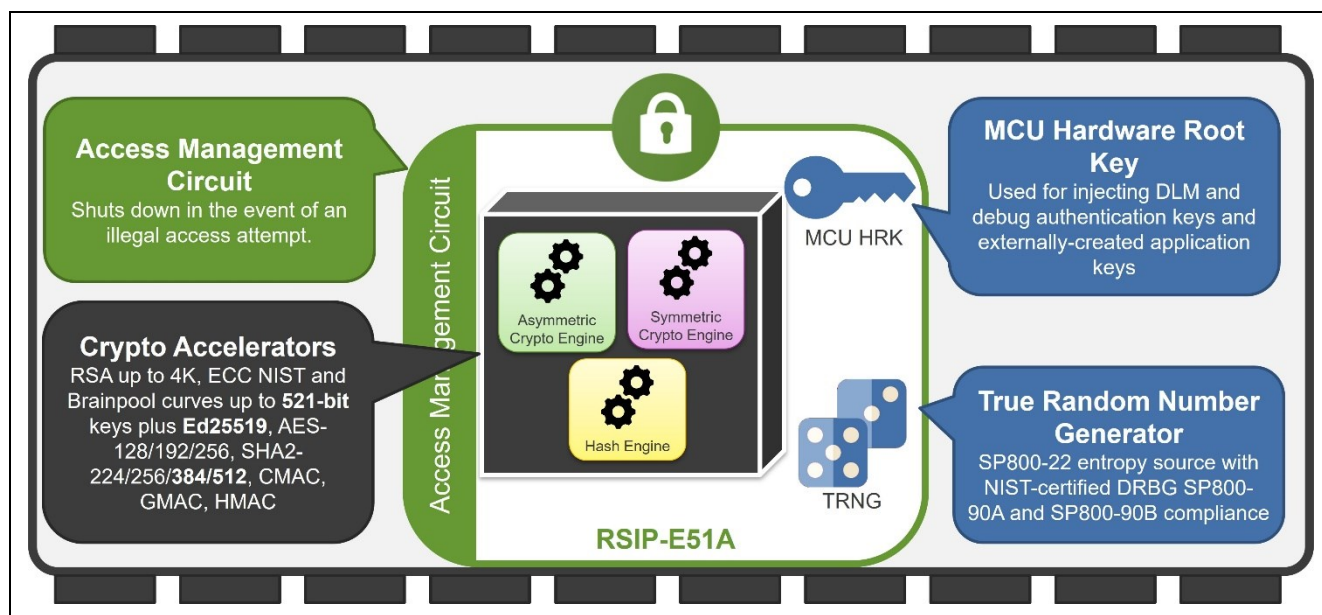 Access Management
Circuit
Shuts down in the event of an
illegal access attempt.
Crypto Accelerators
RSA up to 4K, ECC NIST and
Brainpool curves up to 521-bit
keys plus Ed25519, AES-
128/192/256, SHA2-
224/256/384/512, CMAC,
GMAC, HMAC
Access Management Circuit
Asymmetric
Crypto Engine
Symmetric
Crypto Engine
Hash Engine
MCU HRK
TRNG
RSIP-E51A
MCU Hardware Root
Key
Used for injecting DLM and
debug authentication keys and
externally-created application
keys
True Random Number
Generator
SP800-22 entropy source with
NIST-certified DRBG SP800-
90A and SP800-90B compliance